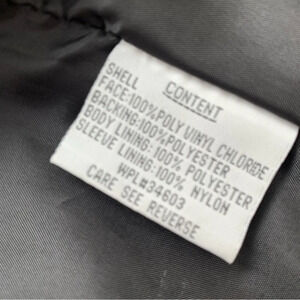 CONTENT
SHELL
FACE:100%POLY VINYL CHLORIDE
BACKING:100%POLYESTER
BODY LINING:100% POLYESTER
SLEEVE LINING:100% NYLON
WPL#34603
CARE SEE REVERSE